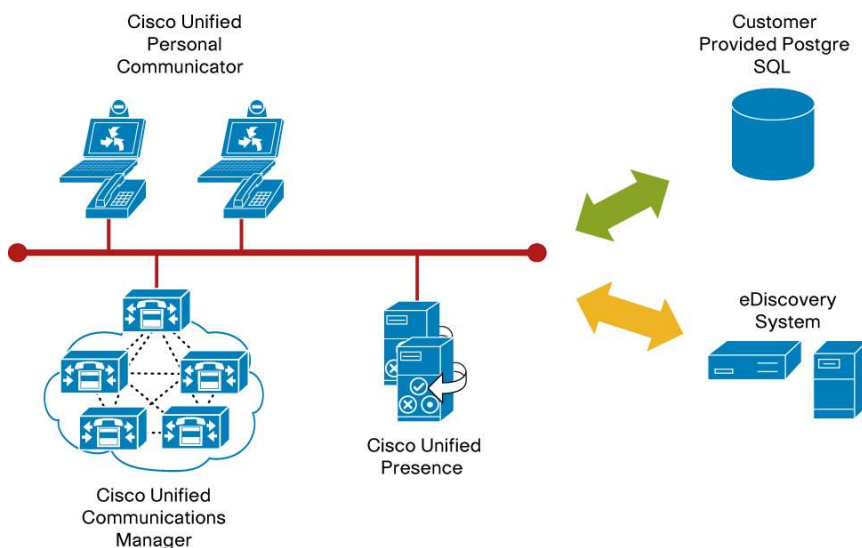 Cisco Unified
Personal
Communicator
Customer
Provided Postgre
SQL
eDiscovery
System
Cisco Unified
Presence
Cisco Unified
Communications
Manager